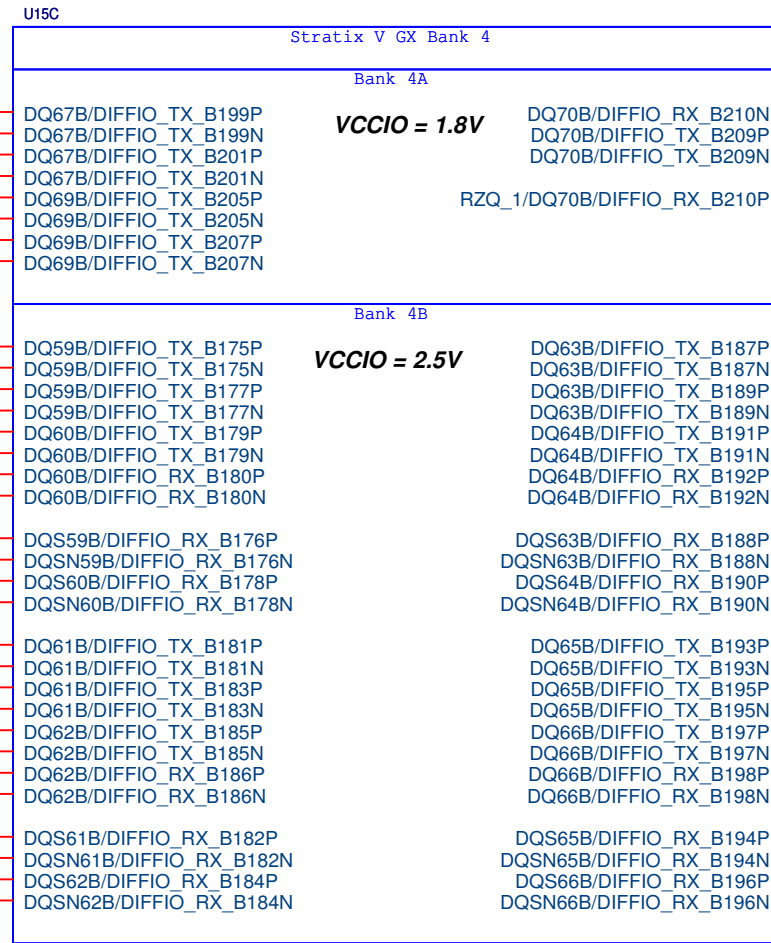 U15C
Stratix V GX Bank 4
Bank 4A
VCCIO = 1.8V
DQ67B/DIFFIO_TX_B199P
DQ67B/DIFFIO_TX_B199N
DQ67B/DIFFIO_TX_B201P
DQ67B/DIFFIO_TX_B201N
DQ69B/DIFFIO_TX_B205P
DQ69B/DIFFIO_TX_B205N
DQ69B/DIFFIO_TX_B207P
DQ69B/DIFFIO_TX_B207N
DQ70B/DIFFIO_RX_B210N
DQ70B/DIFFIO_TX_B209P
DQ70B/DIFFIO_TX_B209N
RZQ_1/DQ70B/DIFFIO_RX_B210P
Bank 4B
VCCIO = 2.5V
DQ59B/DIFFIO_TX_B175P
DQ59B/DIFFIO_TX_B175N
DQ59B/DIFFIO_TX_B177P
DQ59B/DIFFIO_TX_B177N
DQ60B/DIFFIO_TX_B179P
DQ60B/DIFFIO_TX_B179N
DQ60B/DIFFIO_RX_B180P
DQ60B/DIFFIO_RX_B180N
DQS59B/DIFFIO_RX_B176P
DQSN59B/DIFFIO_RX_B176N
DQS60B/DIFFIO_RX_B178P
DQSN60B/DIFFIO_RX_B178N
DQ61B/DIFFIO_TX_B181P
DQ61B/DIFFIO_TX_B181N
DQ61B/DIFFIO_TX_B183P
DQ61B/DIFFIO_TX_B183N
DQ62B/DIFFIO_TX_B185P
DQ62B/DIFFIO_TX_B185N
DQ62B/DIFFIO_RX_B186P
DQ62B/DIFFIO_RX_B186N
DQS61B/DIFFIO_RX_B182P
DQSN61B/DIFFIO_RX_B182N
DQS62B/DIFFIO_RX_B184P
DQSN62B/DIFFIO_RX_B184N
DQ63B/DIFFIO_TX_B187P
DQ63B/DIFFIO_TX_B187N
DQ63B/DIFFIO_TX_B189P
DQ63B/DIFFIO_TX_B189N
DQ64B/DIFFIO_TX_B191P
DQ64B/DIFFIO_TX_B191N
DQ64B/DIFFIO_RX_B192P
DQ64B/DIFFIO_RX_B192N
DQS63B/DIFFIO_RX_B188P
DQSN63B/DIFFIO_RX_B188N
DQS64B/DIFFIO_RX_B190P
DQSN64B/DIFFIO_RX_B190N
DQ65B/DIFFIO_TX_B193P
DQ65B/DIFFIO_TX_B193N
DQ65B/DIFFIO_TX_B195P
DQ65B/DIFFIO_TX_B195N
DQ66B/DIFFIO_TX_B197P
DQ66B/DIFFIO_TX_B197N
DQ66B/DIFFIO_RX_B198P
DQ66B/DIFFIO_RX_B198N
DQS65B/DIFFIO_RX_B194P
DQSN65B/DIFFIO_RX_B194N
DQS66B/DIFFIO_RX_B196P
DQSN66B/DIFFIO_RX_B196N